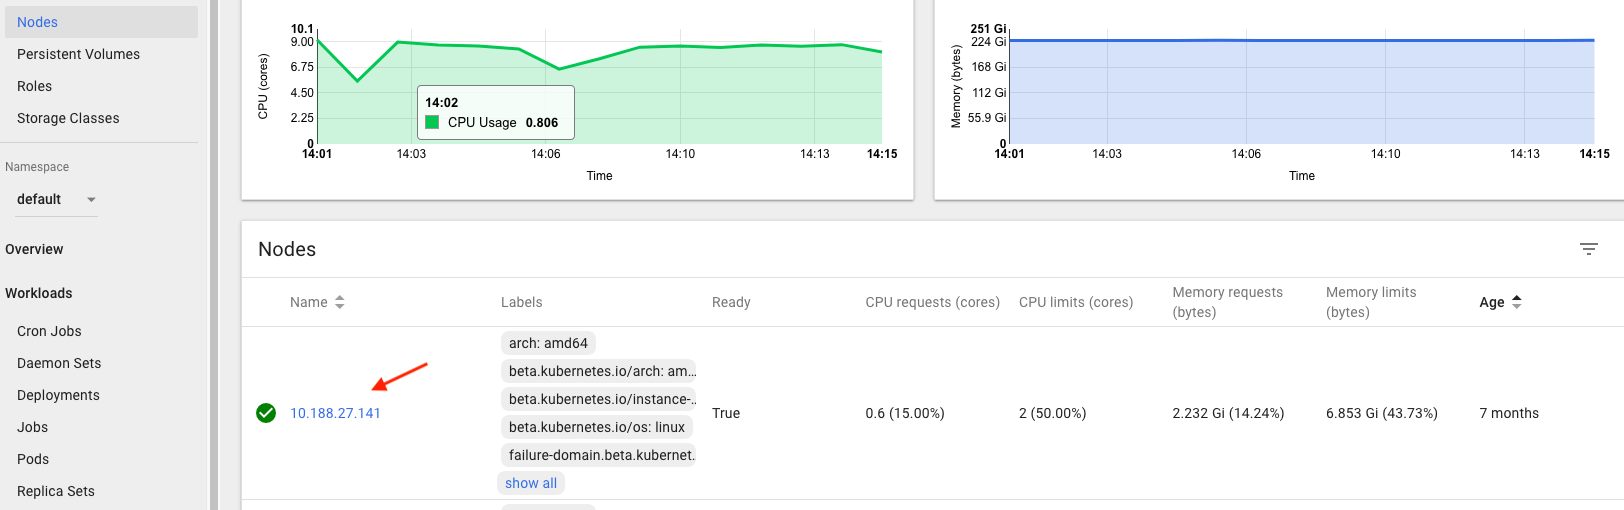 Nodes
Persistent Volumes
Roles
Storage Classes
Namespace
default
Overview
Workloads
Cron Jobs
Daemon Sets
Deployments
Jobs
Pods
Replica Sets
CPU (cores)
10.1
9.00
6.75
4.50
2.25
0
14:02
CPU Usage 0.806
14:01 14:03 14:06 14:10 14:13 14:15
Time
Memory (bytes)
251 Gi
224 Gi
168 Gi
112 Gi
55.9 Gi
0
14:01 14:03 14:06 14:10 14:13 14:15
Time
Nodes
Name Labels Ready CPU requests (cores) CPU limits (cores) Memory requests (bytes) Memory limits (bytes) Age
10.188.27.141
arch: amd64
beta.kubernetes.io/arch: am...
beta.kubernetes.io/instance-..
beta.kubernetes.io/os: linux
failure-domain.beta.kubernet.
show all
True 0.6 (15.00%) 2 (50.00%) 2.232 Gi (14.24%) 6.853 Gi (43.73%) 7 months